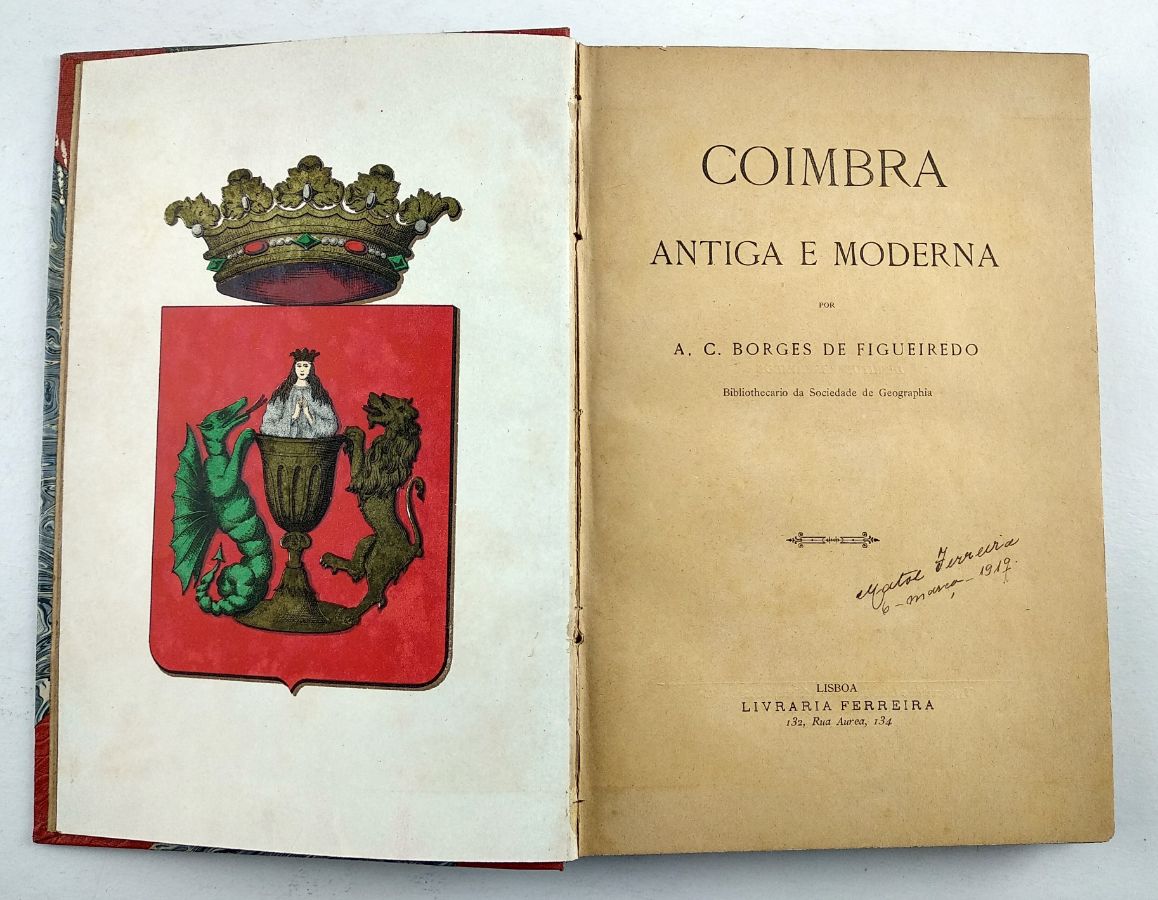 COIMBRA
ANTIGA E MODERNA
POR
A. C. BORGES DE FIGUEIREDO
Bibliothecario da Sociedade de Geographia
Matos Ferreira
6 - março - 1919.
LISBOA
LIVRARIA FERREIRA
132, Rua Aurea, 134